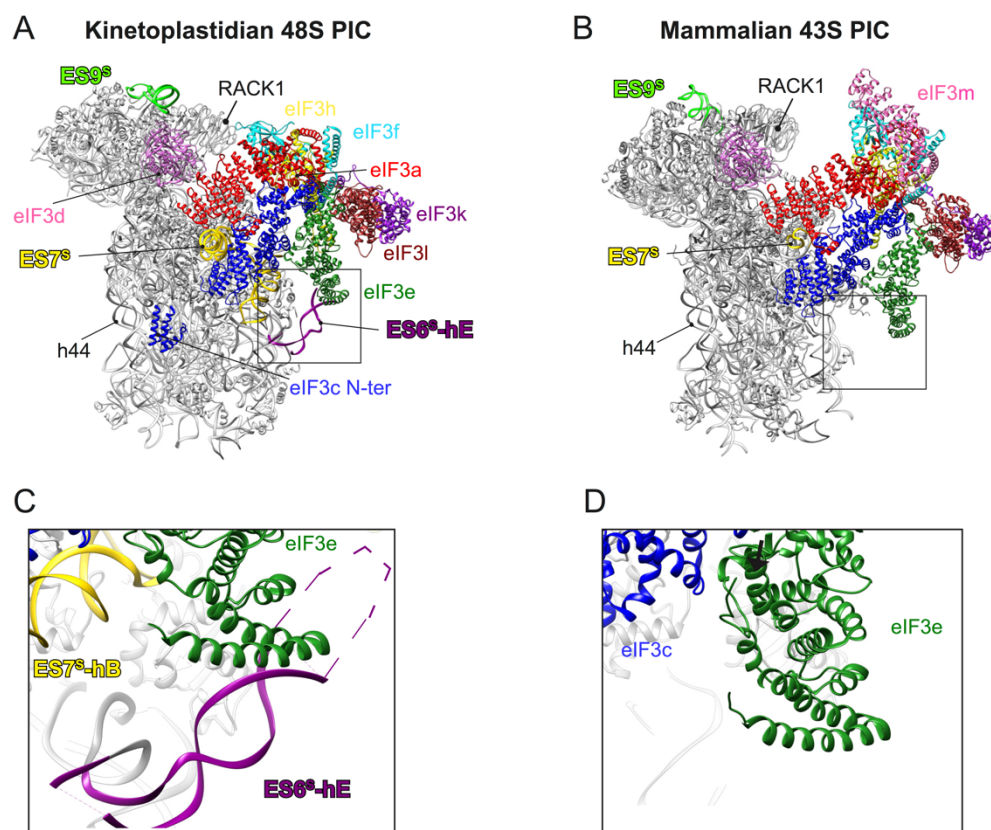 A Kinetoplastidian 48S PIC
ES9ˢ
RACK1
eIF3h
eIF3f
eIF3a
eIF3d
eIF3k
eIF3l
ES7ˢ
eIF3e
ES6ˢ-hE
h44
eIF3c N-ter
B Mammalian 43S PIC
ES9ˢ
RACK1
eIF3m
ES7ˢ
h44
C
eIF3e
ES7ˢ-hB
ES6ˢ-hE
D
eIF3c
eIF3e